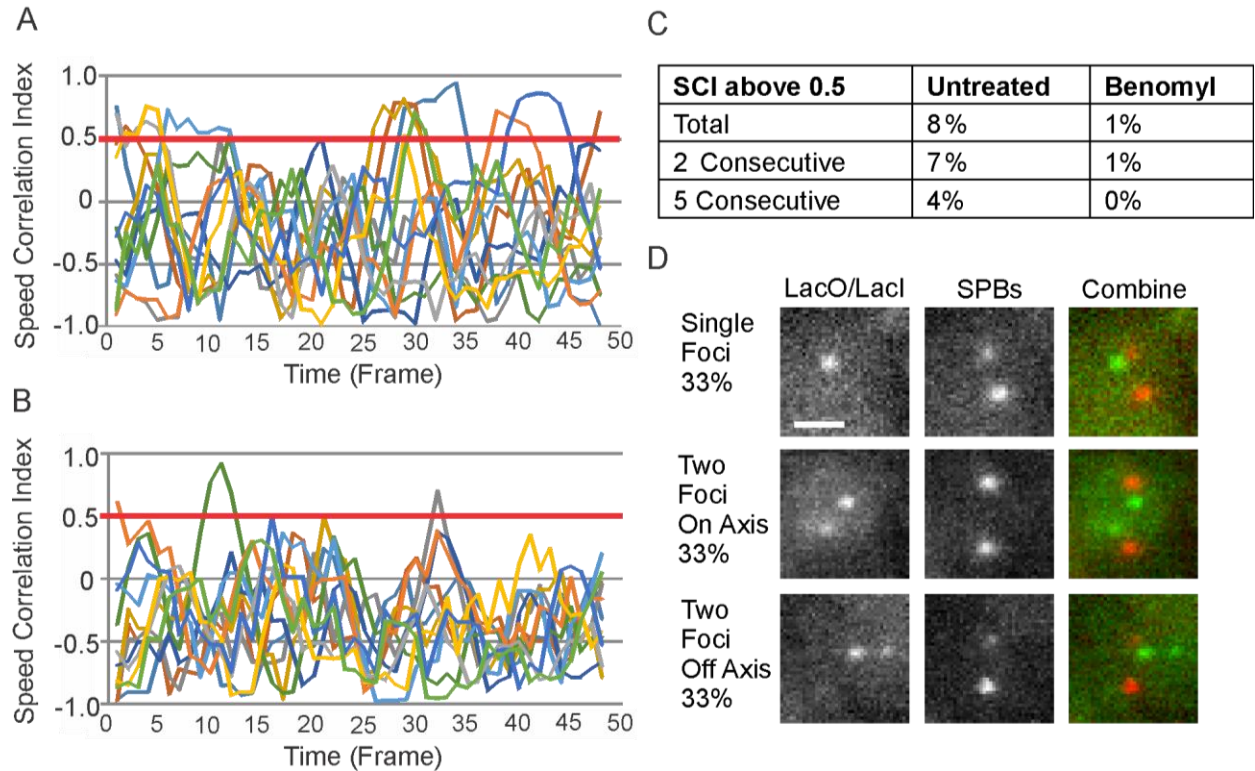 A
Speed Correlation Index
1.0
0.5
0
-0.5
-1.0
0 5 10 15 20 25 30 35 40 45 50
Time (Frame)
B
Speed Correlation Index
1.0
0.5
0
-0.5
-1.0
0 5 10 15 20 25 30 35 40 45 50
Time (Frame)
C
SCI above 0.5 Untreated Benomyl
Total 8% 1%
2 Consecutive 7% 1%
5 Consecutive 4% 0%
D
LacO/LacI SPBs Combine
Single
Foci
33%
Two
Foci
On Axis
33%
Two
Foci
Off Axis
33%